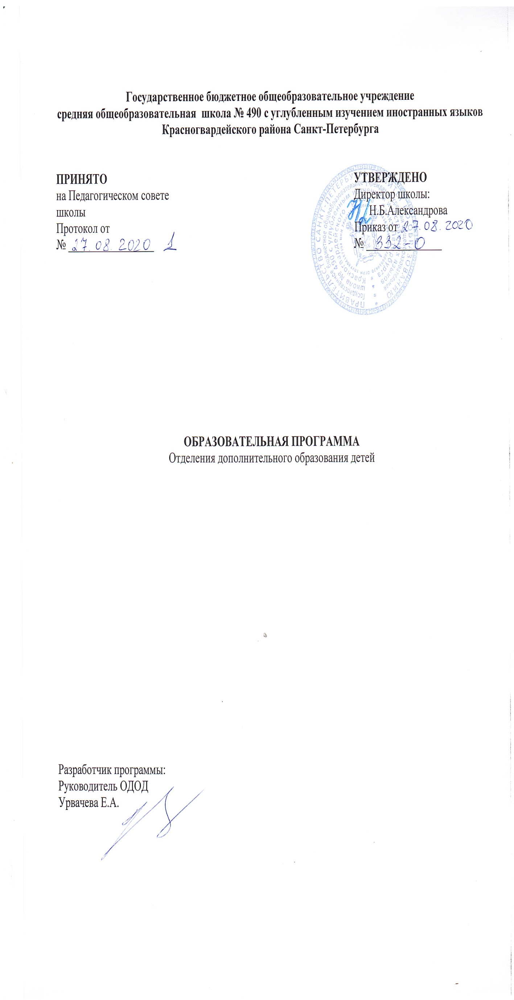 Государственное бюджетное общеобразовательное учреждение
средняя общеобразовательная школа № 490 с углубленным изучением иностранных языков
Красногвардейского района Санкт-Петербурга
ПРИНЯТО
на Педагогическом совете
школы
Протокол от
№ 27.08.2020 1
УТВЕРЖДЕНО
Директор школы:
Н.Б.Александрова
Приказ от 27.08.2020
№ 332-О
ОБРАЗОВАТЕЛЬНАЯ ПРОГРАММА
Отделения дополнительного образования детей
Разработчик программы:
Руководитель ОДОД
Урвачева Е.А.